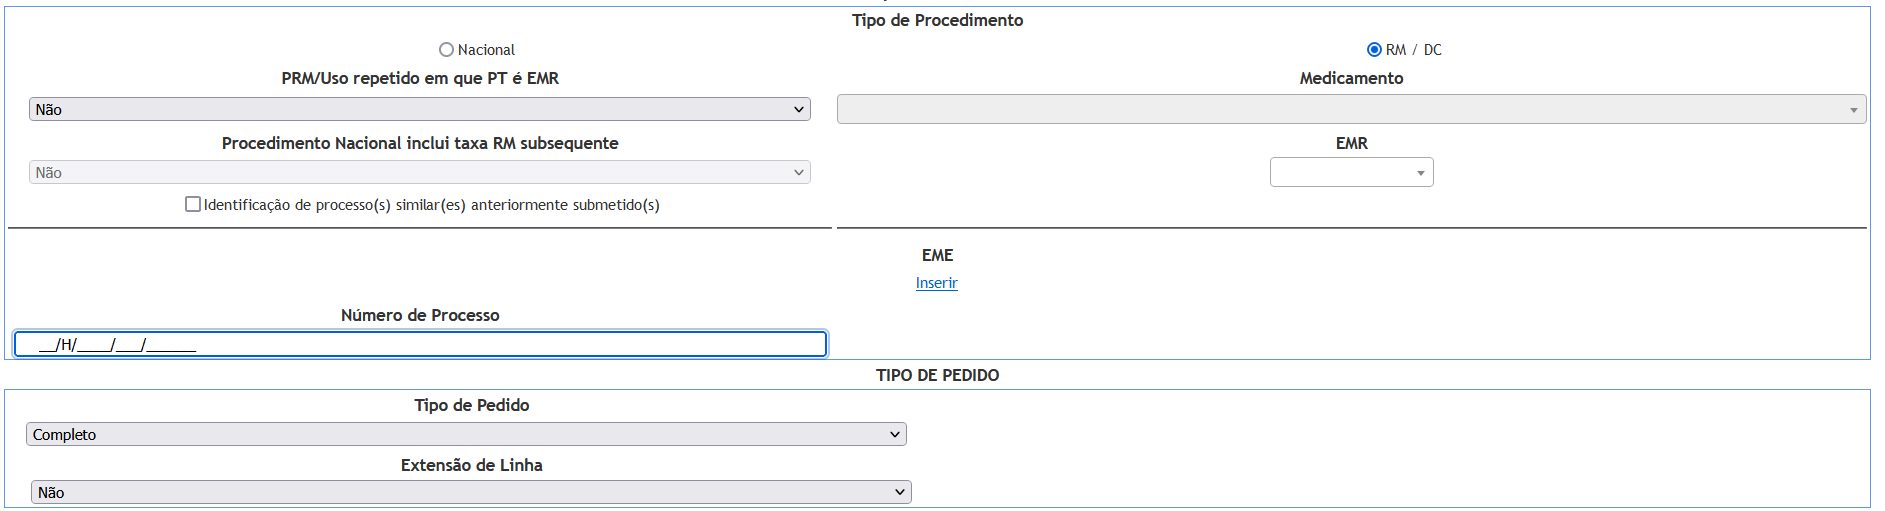 Tipo de Procedimento
Nacional
RM / DC
PRM/Uso repetido em que PT é EMR
Medicamento
Não
Procedimento Nacional inclui taxa RM subsequente
EMR
Não
Identificação de processo(s) similar(es) anteriormente submetido(s)
EME
Inserir
Número de Processo
__/H/____/___/______
TIPO DE PEDIDO
Tipo de Pedido
Completo
Extensão de Linha
Não